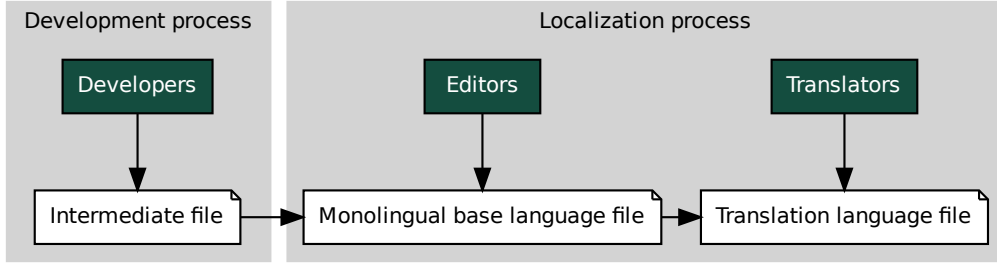 Development process
Localization process
Developers
Editors
Translators
Intermediate file
Monolingual base language file
Translation language file